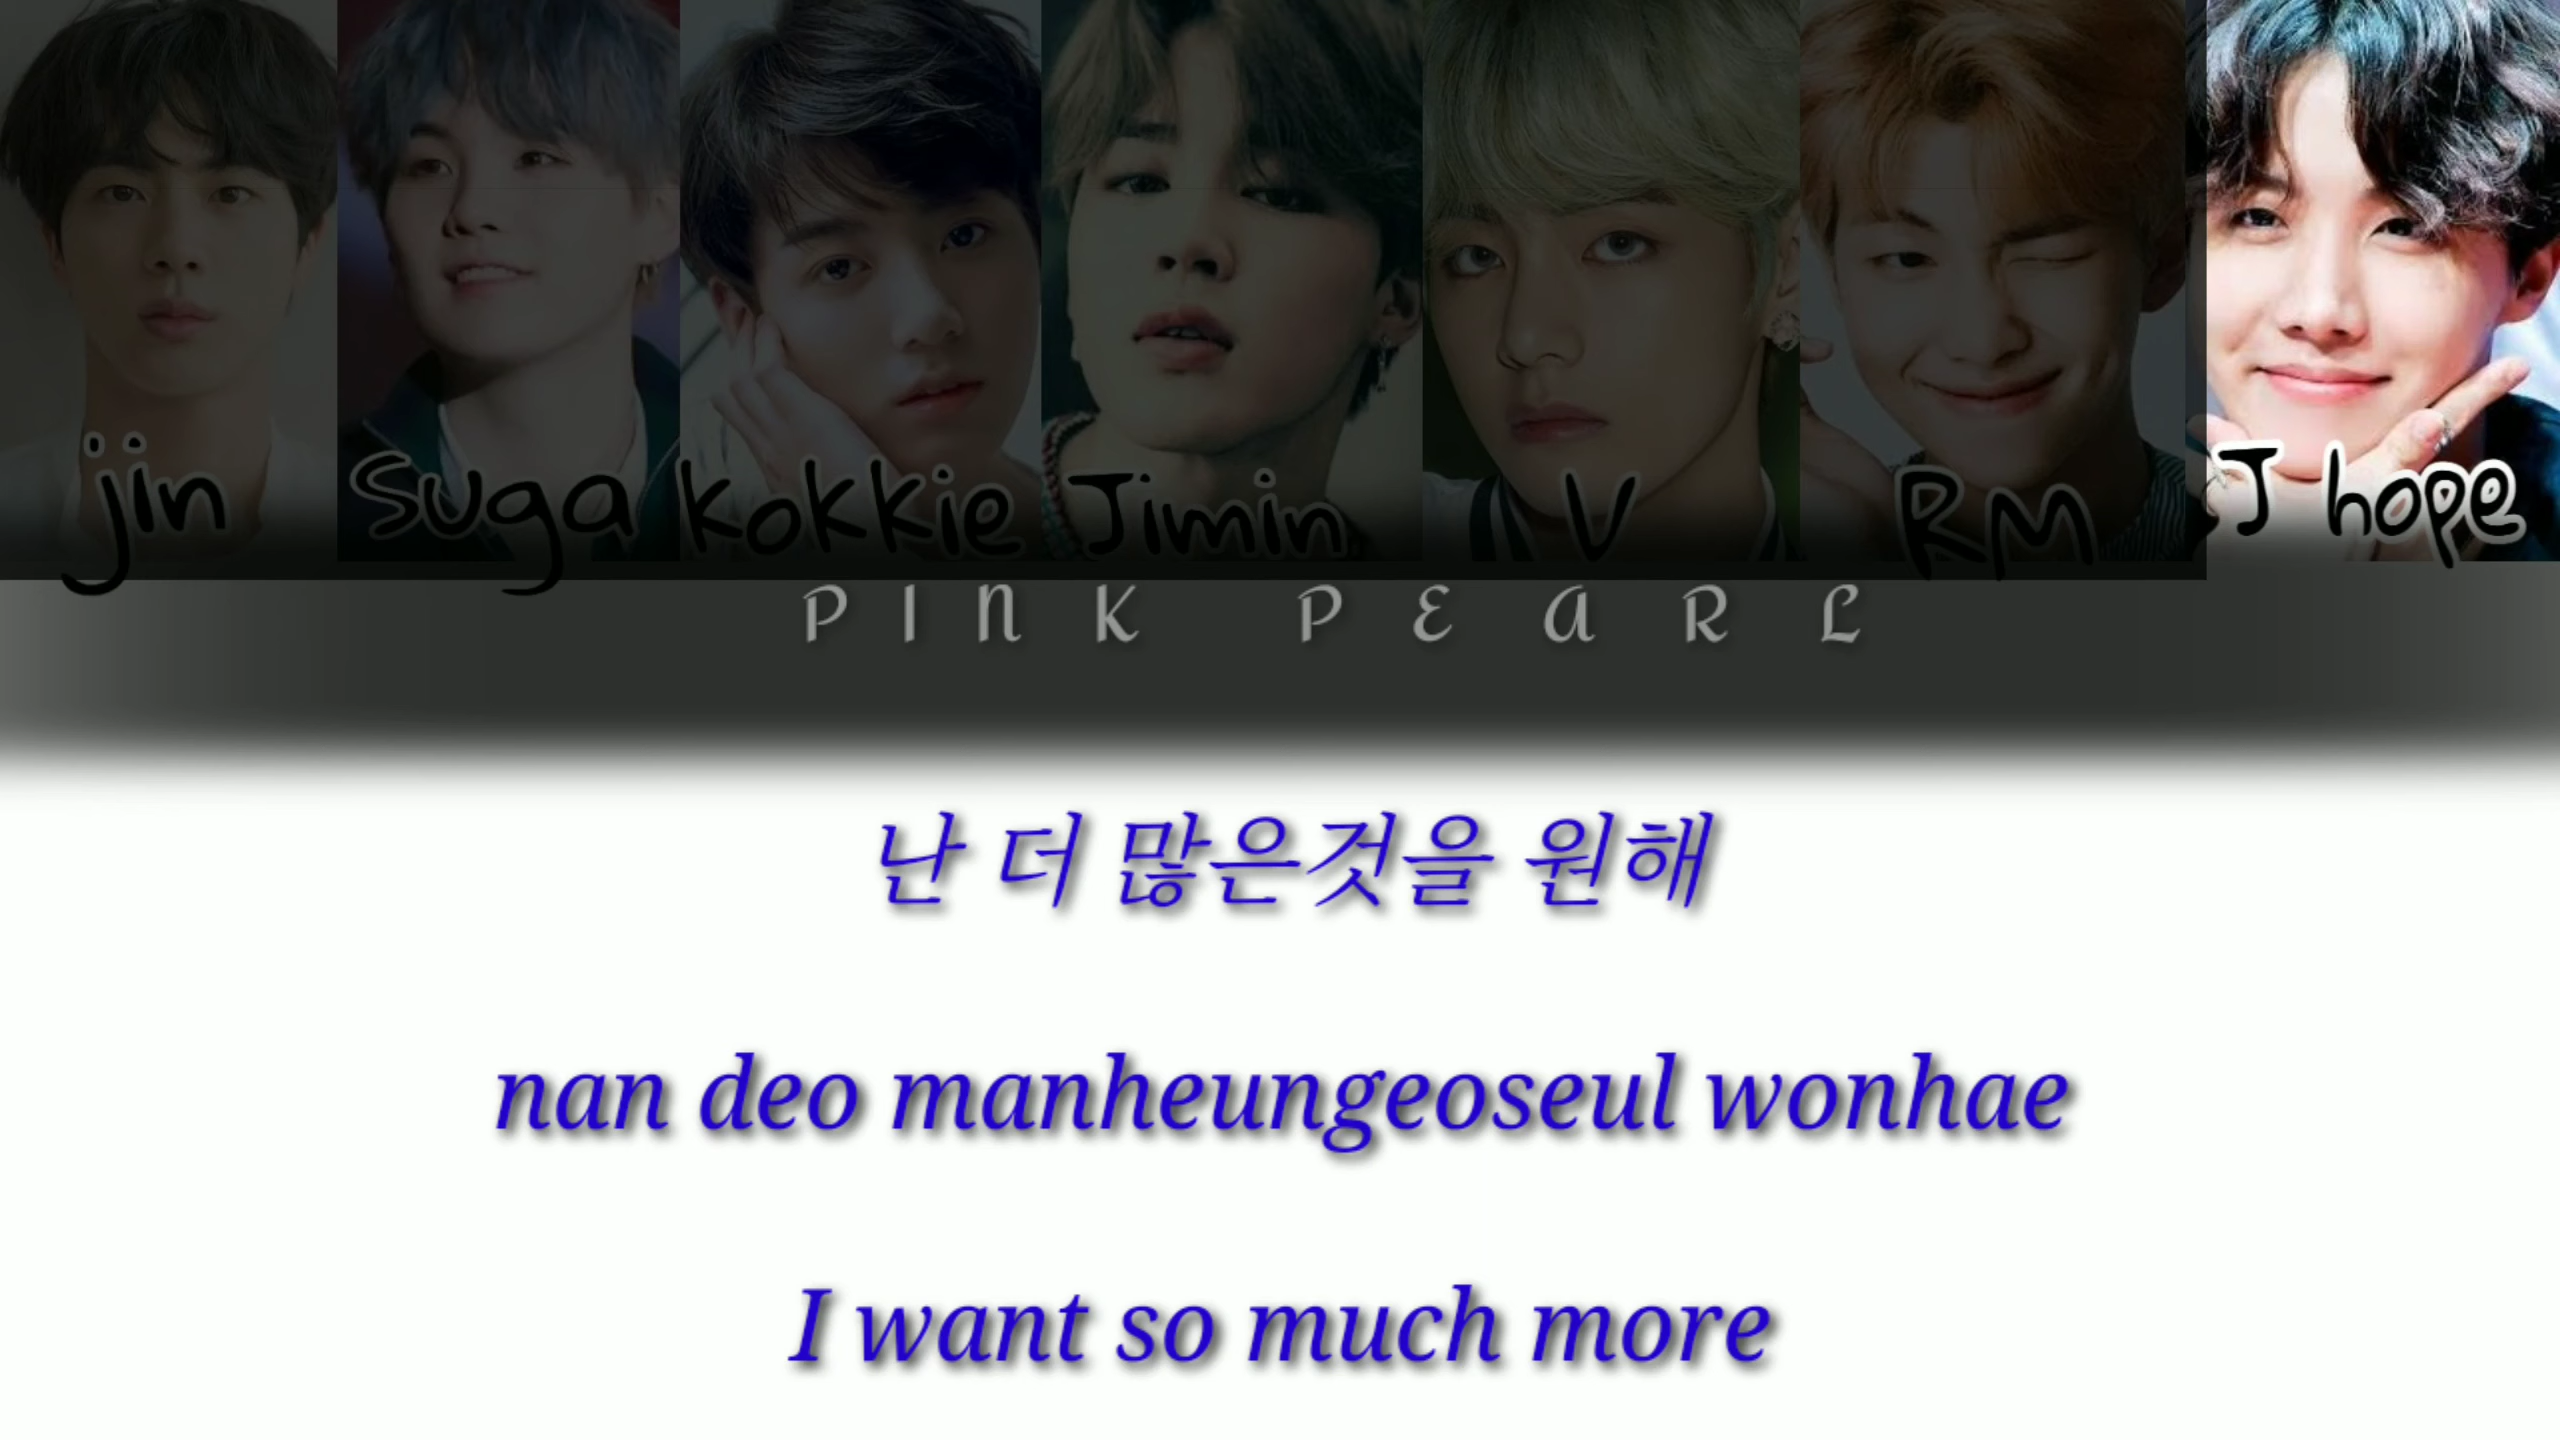 jin Suga kokkie Jimin V RM J hope
PINK PEARL
난 더 많은것을 원해
nan deo manheungeoseul wonhae
I want so much more